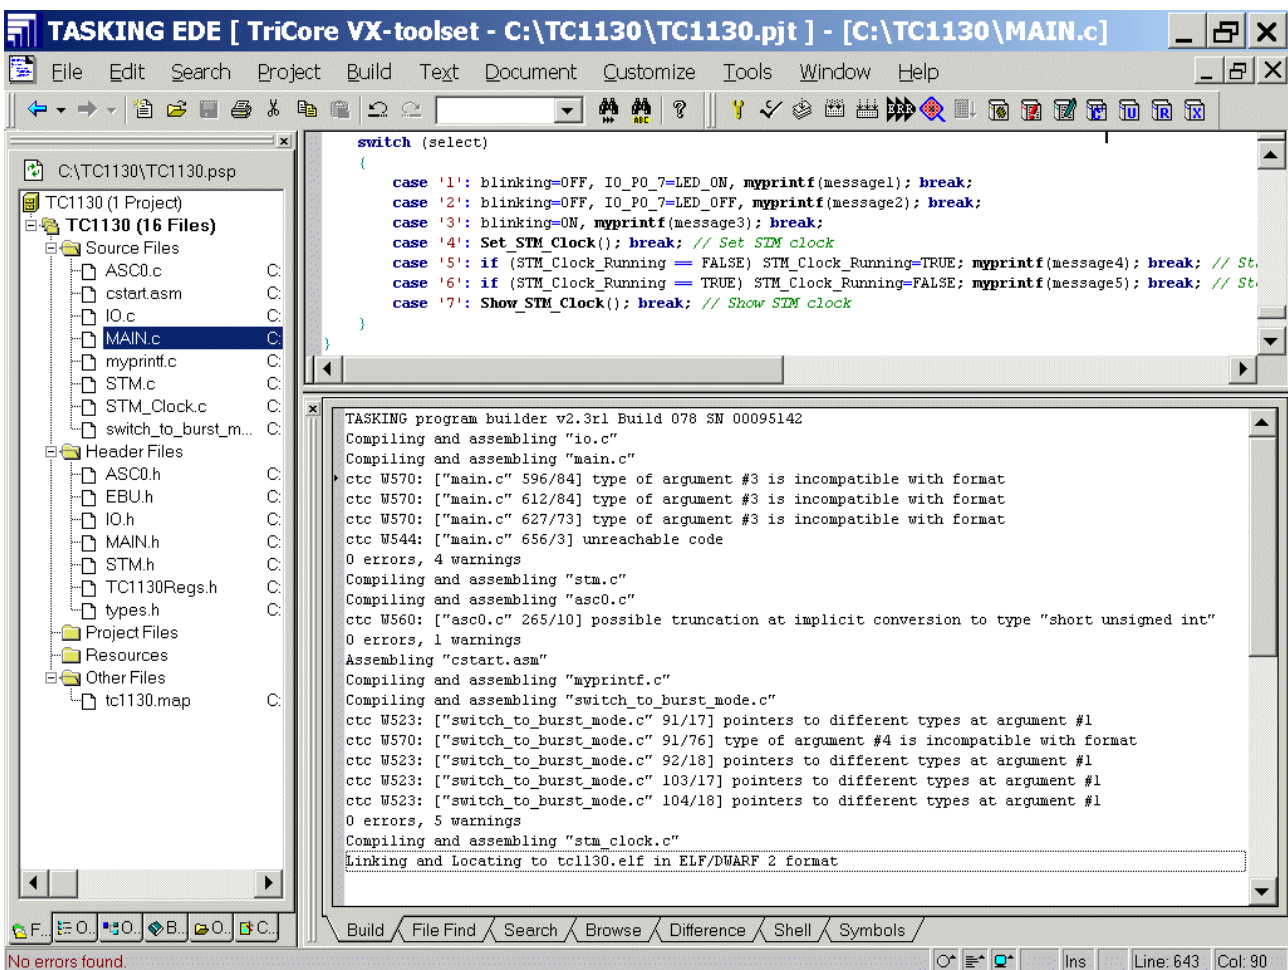 TASKING EDE [ TriCore VX-toolset - C:\TC1130\TC1130.pjt ] - [C:\TC1130\MAIN.c]
File Edit Search Project Build Text Document Customize Tools Window Help
C:\TC1130\TC1130.psp
TC1130 (1 Project)
TC1130 (16 Files)
Source Files
ASC0.c C:
cstart.asm C:
IO.c C:
MAIN.c C:
myprintf.c C:
STM.c C:
STM_Clock.c C:
switch_to_burst_m... C:
Header Files
ASC0.h C:
EBU.h C:
IO.h C:
MAIN.h C:
STM.h C:
TC1130Regs.h C:
types.h C:
Project Files
Resources
Other Files
tc1130.map C:
F.. O.. O.. B.. O.. C..
switch (select)
{
case '1': blinking=OFF, IO_P0_7=LED_ON, myprintf(message1); break;
case '2': blinking=OFF, IO_P0_7=LED_OFF, myprintf(message2); break;
case '3': blinking=ON, myprintf(message3); break;
case '4': Set_STM_Clock(); break; // Set STM clock
case '5': if (STM_Clock_Running == FALSE) STM_Clock_Running=TRUE; myprintf(message4); break; // St
case '6': if (STM_Clock_Running == TRUE) STM_Clock_Running=FALSE; myprintf(message5); break; // St
case '7': Show_STM_Clock(); break; // Show STM clock
}
}
TASKING program builder v2.3r1 Build 078 SN 00095142
Compiling and assembling "io.c"
Compiling and assembling "main.c"
ctc W570: ["main.c" 596/84] type of argument #3 is incompatible with format
ctc W570: ["main.c" 612/84] type of argument #3 is incompatible with format
ctc W570: ["main.c" 627/73] type of argument #3 is incompatible with format
ctc W544: ["main.c" 656/3] unreachable code
0 errors, 4 warnings
Compiling and assembling "stm.c"
Compiling and assembling "asc0.c"
ctc W560: ["asc0.c" 265/10] possible truncation at implicit conversion to type "short unsigned int"
0 errors, 1 warnings
Assembling "cstart.asm"
Compiling and assembling "myprintf.c"
Compiling and assembling "switch_to_burst_mode.c"
ctc W523: ["switch_to_burst_mode.c" 91/17] pointers to different types at argument #1
ctc W570: ["switch_to_burst_mode.c" 91/76] type of argument #4 is incompatible with format
ctc W523: ["switch_to_burst_mode.c" 92/18] pointers to different types at argument #1
ctc W523: ["switch_to_burst_mode.c" 103/17] pointers to different types at argument #1
ctc W523: ["switch_to_burst_mode.c" 104/18] pointers to different types at argument #1
0 errors, 5 warnings
Compiling and assembling "stm_clock.c"
Linking and Locating to tc1130.elf in ELF/DWARF 2 format
Build File Find Search Browse Difference Shell Symbols
No errors found. Ins Line: 643 Col: 90